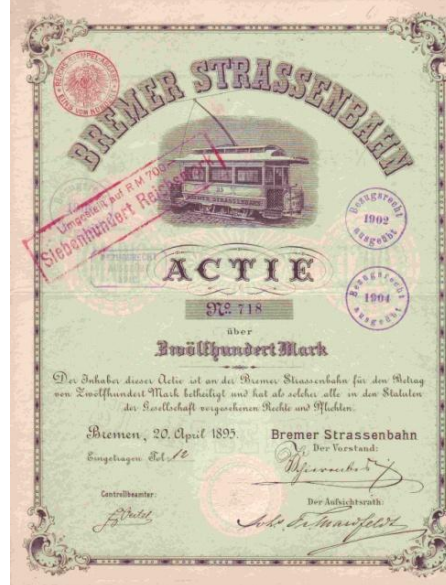 BREMER STRASSENBAHN
Umgestellt auf R.M 700
Siebenhundert Reichsmark
Bezugsrecht
1902
ausgeübt
ACTIE
No. 718
Bezugsrecht
1904
ausgeübt
über
Zwölfhundert Mark
Der Inhaber dieser Actie ist an der Bremer Strassenbahn für den Betrag
von Zwölfhundert Mark betheiligt und hat als solcher alle in den Statuten
der Gesellschaft vorgesehenen Rechte und Pflichten.
Bremen, 20. April 1895.
Bremer Strassenbahn
Der Vorstand:
Eingetragen Fol. 12
Controllbeamter:
Der Aufsichtsrath: